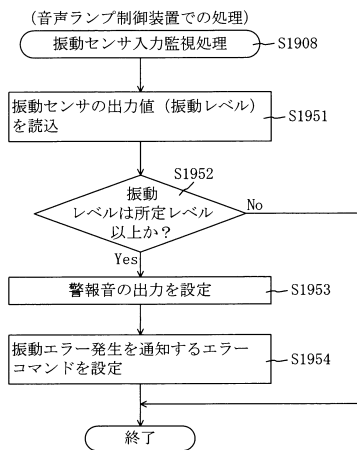 (音声ランプ制御装置での処理)
振動センサ入力監視処理
S1908
振動センサの出力値（振動レベル）
を読込
S1951
S1952
振動
レベルは所定レベル
以上か？
No
Yes
警報音の出力を設定
S1953
振動エラー発生を通知するエラー
コマンドを設定
S1954
終了